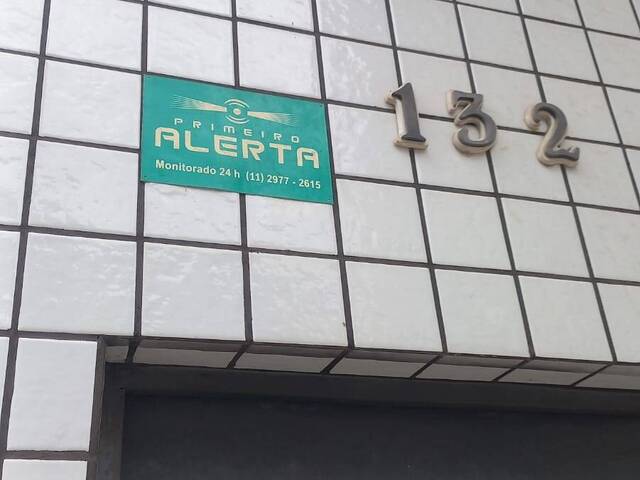 PRIMEIRO
ALERTA
Monitorado 24 h (11) 2977 - 2615
132